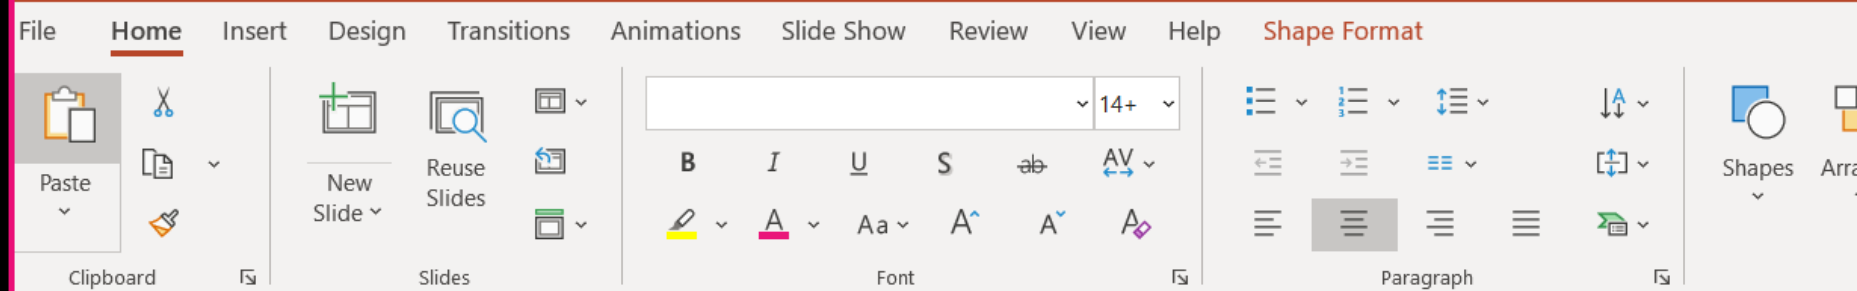 File Home Insert Design Transitions Animations Slide Show Review View Help Shape Format
14+
Paste
New
Slide
Reuse
Slides
B I U S ab AV
A Aa A A A
Shapes
Arra
Clipboard Slides Font Paragraph